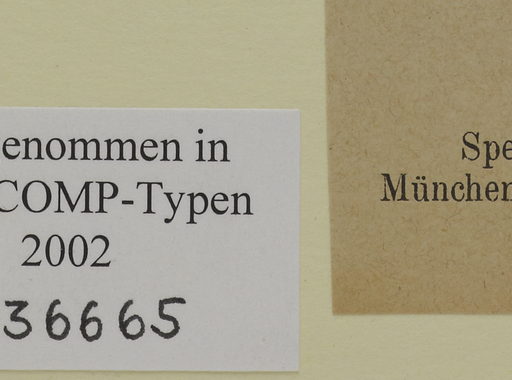 enommen in
COMP-Typen
2002
36665
Spe
München